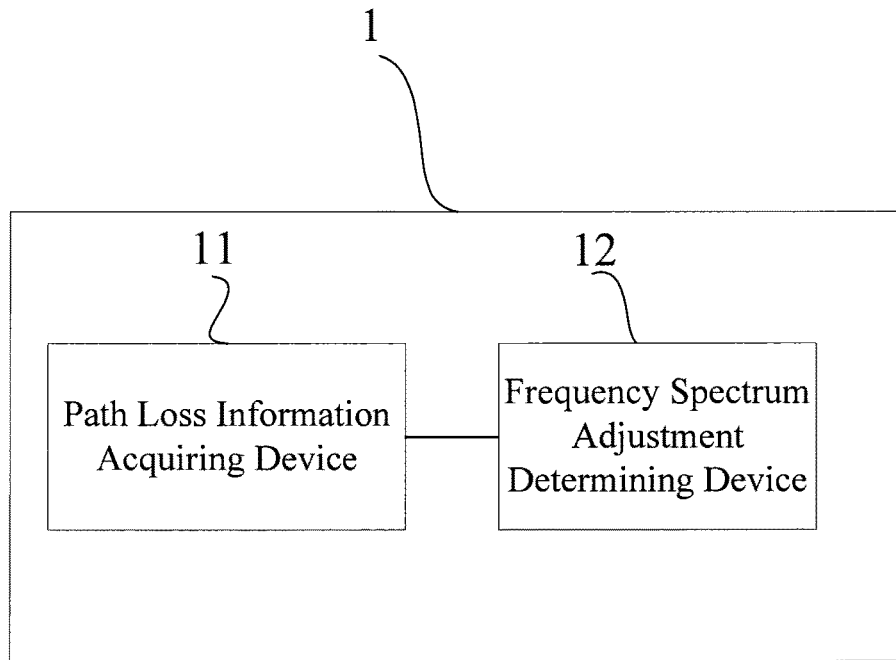 1
11
12
Path Loss Information
Acquiring Device
Frequency Spectrum
Adjustment
Determining Device